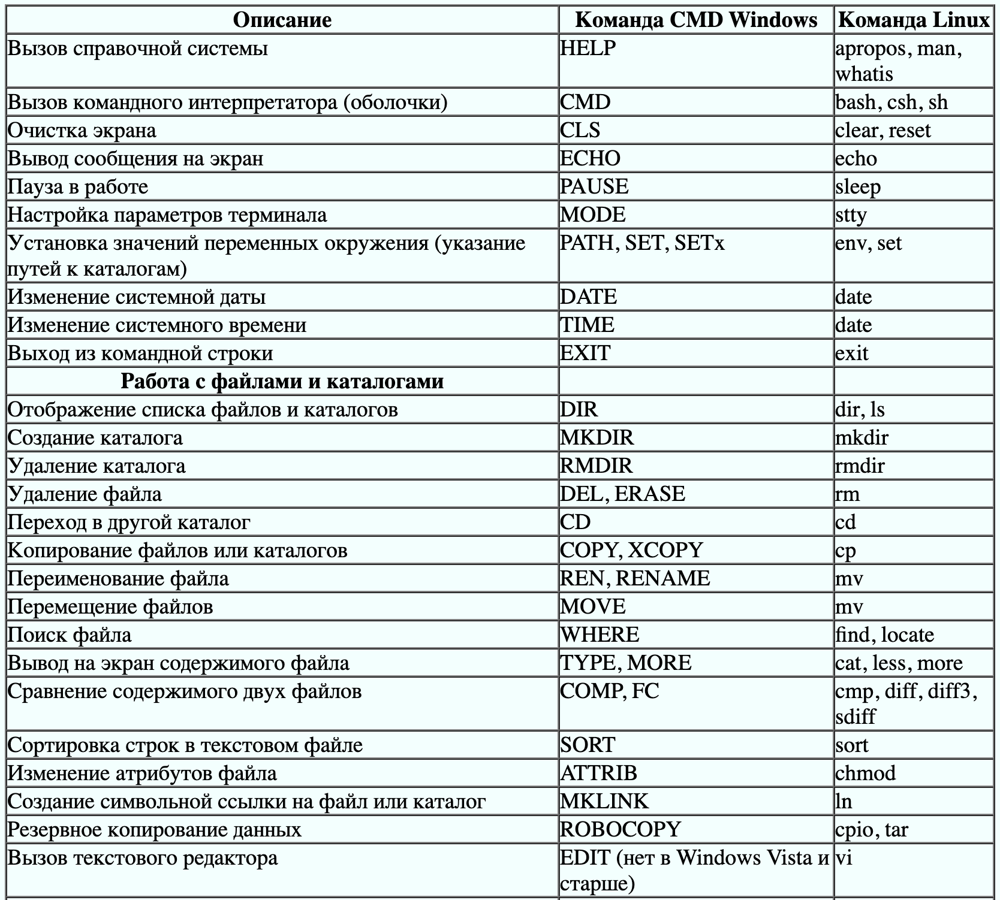 Описание Команда CMD Windows Команда Linux
Вызов справочной системы HELP apropos, man,
whatis
Вызов командного интерпретатора (оболочки) CMD bash, csh, sh
Очистка экрана CLS clear, reset
Вывод сообщения на экран ECHO echo
Пауза в работе PAUSE sleep
Настройка параметров терминала MODE stty
Установка значений переменных окружения (указание PATH, SET, SETx env, set
путей к каталогам)
Изменение системной даты DATE date
Изменение системного времени TIME date
Выход из командной строки EXIT exit
Работа с файлами и каталогами
Отображение списка файлов и каталогов DIR dir, ls
Создание каталога MKDIR mkdir
Удаление каталога RMDIR rmdir
Удаление файла DEL, ERASE rm
Переход в другой каталог CD cd
Копирование файлов или каталогов COPY, XCOPY cp
Переименование файла REN, RENAME mv
Перемещение файлов MOVE mv
Поиск файла WHERE find, locate
Вывод на экран содержимого файла TYPE, MORE cat, less, more
Сравнение содержимого двух файлов COMP, FC cmp, diff, diff3,
sdiff
Сортировка строк в текстовом файле SORT sort
Изменение атрибутов файла ATTRIB chmod
Создание символьной ссылки на файл или каталог MKLINK ln
Резервное копирование данных ROBOCOPY cpio, tar
Вызов текстового редактора EDIT (нет в Windows Vista и vi
старше)